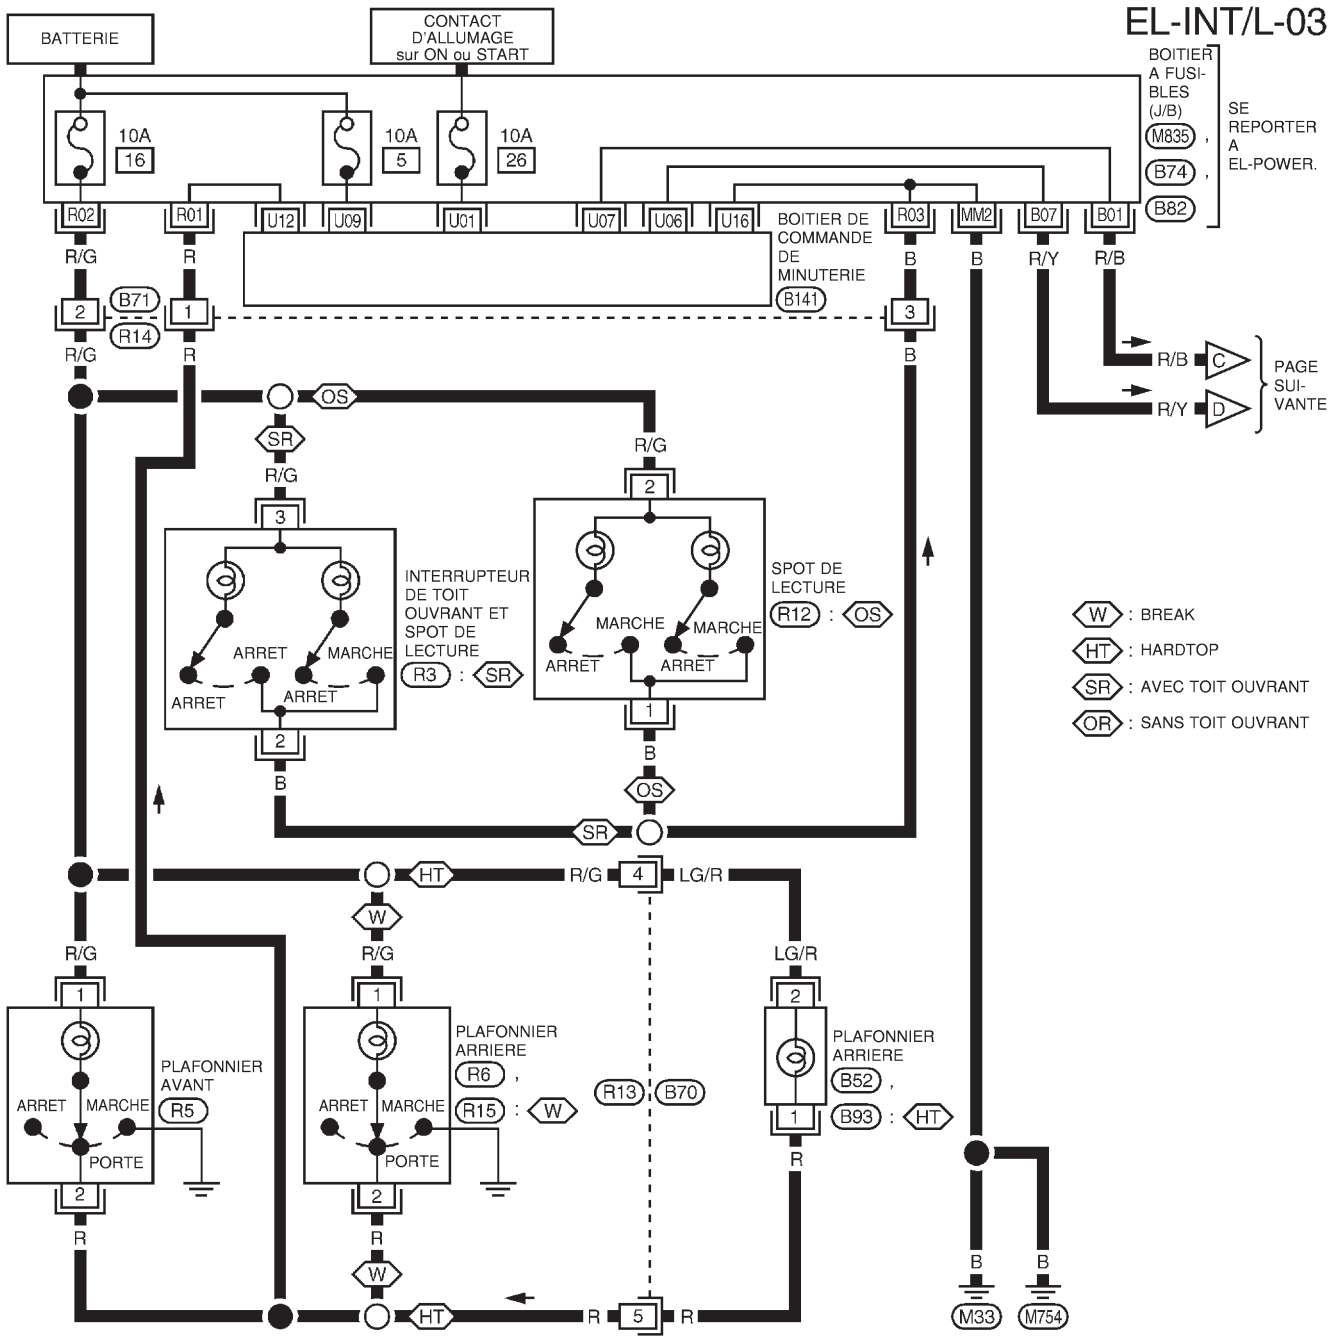 EL-INT/L-03
BATTERIE
CONTACT
D'ALLUMAGE
sur ON ou START
BOITIER
A FUSI-
BLES
(J/B)
M835 ,
B74 ,
B82
SE
REPORTER
A
EL-POWER.
10A
16
10A
5
10A
26
R02
R01
U12
U09
U01
U07
U06
U16
R03
MM2
B07
B01
BOITIER DE
COMMANDE
DE
MINUTERIE
B141
R/G
R
B
B
R/Y
R/B
2
B71
R14
1
3
R/G
R
B
R/B
C
R/Y
D
PAGE
SUI-
VANTE
OS
SR
R/G
R/G
3
2
INTERRUPTEUR
DE TOIT
OUVRANT ET
SPOT DE
LECTURE
R3 : SR
ARRET
MARCHE
ARRET
ARRET
2
B
SPOT DE
LECTURE
R12 : OS
MARCHE
MARCHE
ARRET
ARRET
1
B
OS
SR
W : BREAK
HT : HARDTOP
SR : AVEC TOIT OUVRANT
OR : SANS TOIT OUVRANT
HT
R/G
4
LG/R
W
R/G
R/G
LG/R
1
1
2
PLAFONNIER
AVANT
R5
ARRET
MARCHE
PORTE
2
R
PLAFONNIER
ARRIERE
R6 ,
R15 : W
ARRET
MARCHE
PORTE
2
R
W
R13
B70
PLAFONNIER
ARRIERE
B52 ,
B93 : HT
1
R
HT
R
5
R
B
B
M33
M754